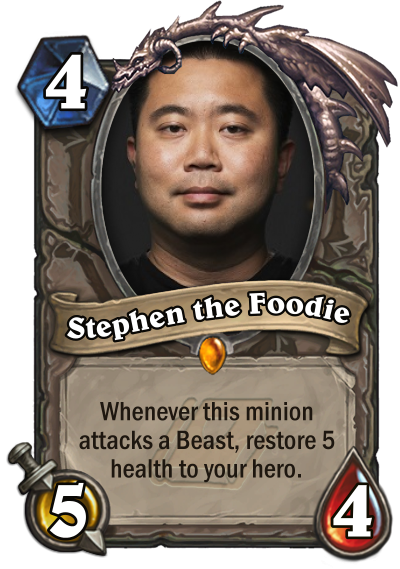 4
Stephen the Foodie
Whenever this minion
attacks a Beast, restore 5
health to your hero.
5
4